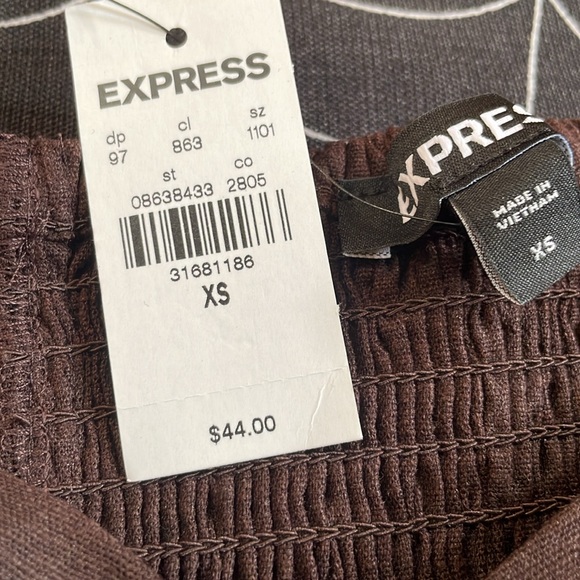 EXPRESS
dp cl sz
97 863 1101
st co
08638433 2805
31681186
XS
$44.00
EXPRES
MADE IN
VIETNAM
XS